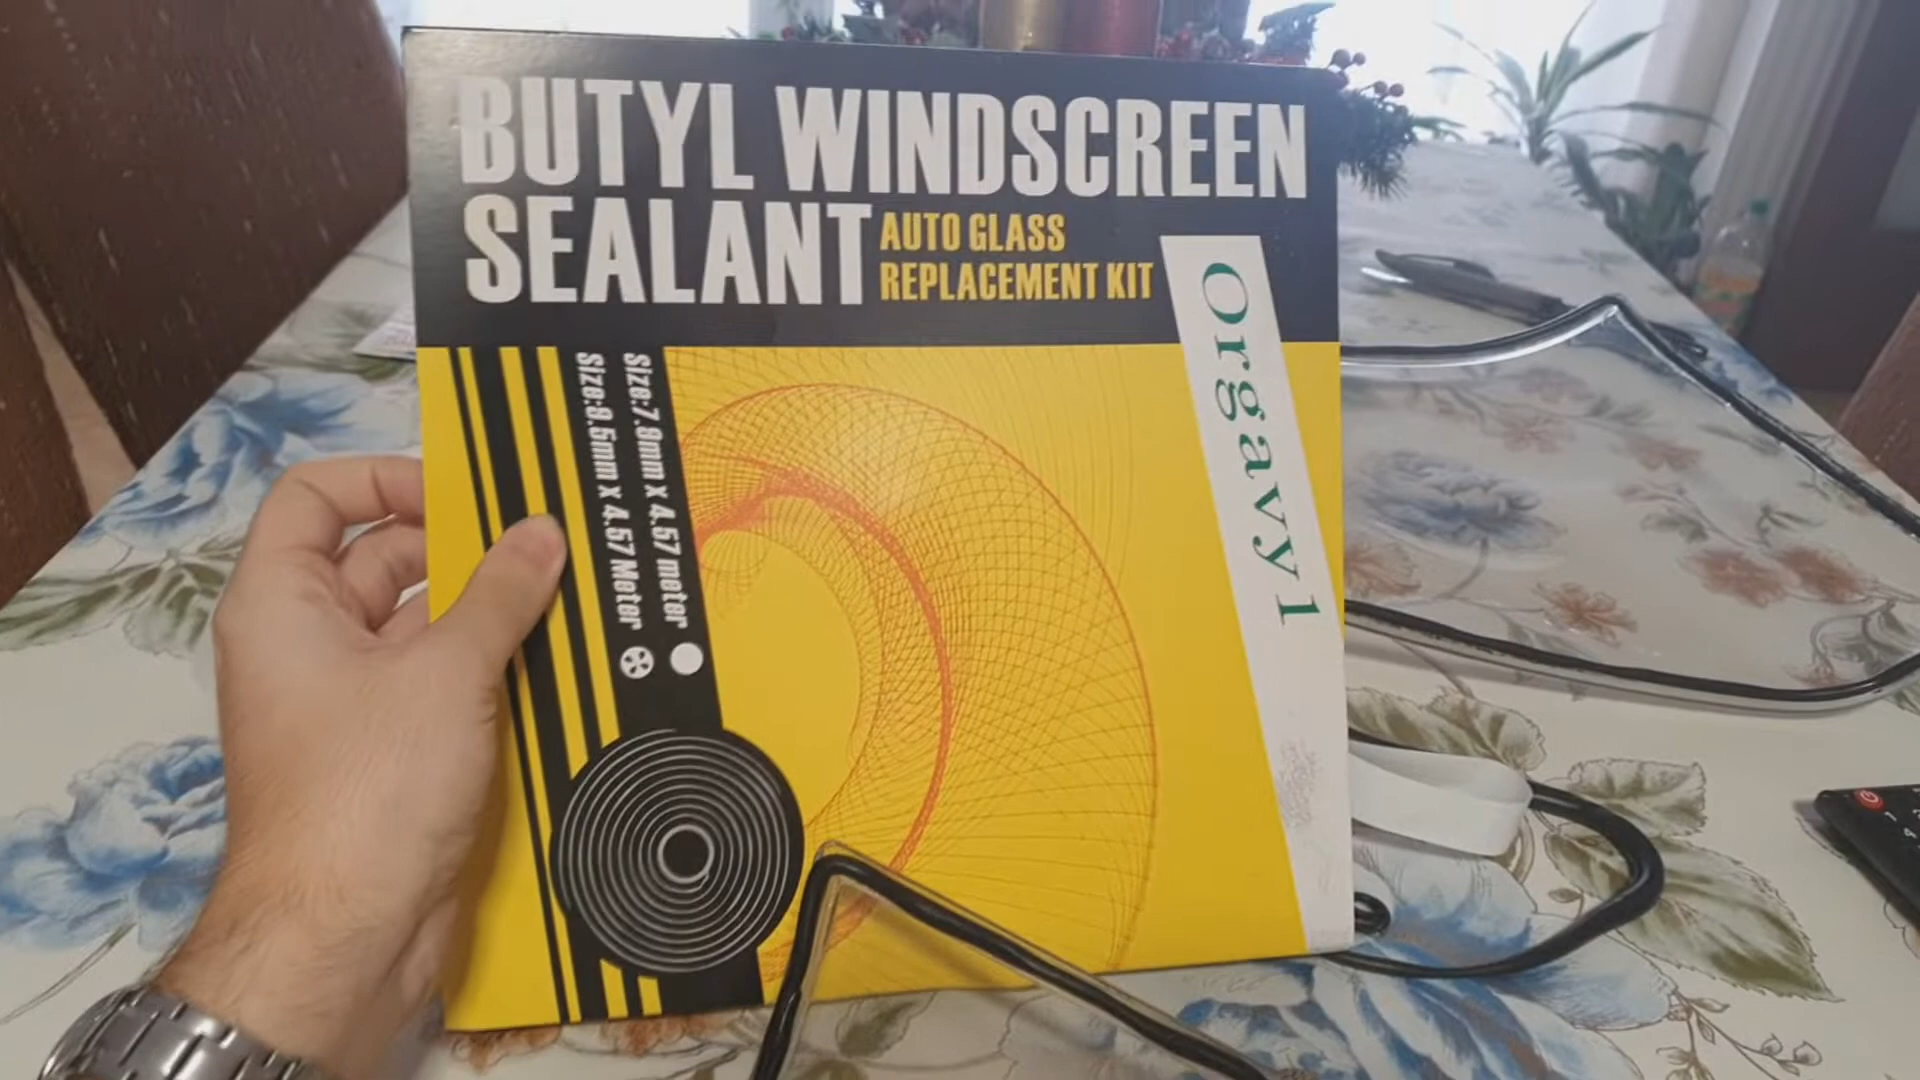 BUTYL WINDSCREEN
SEALANT
AUTO GLASS
REPLACEMENT KIT
Orgavyl
Size:7.9mm X 4.57 meter
Size:8.5mm X 4.57 Meter